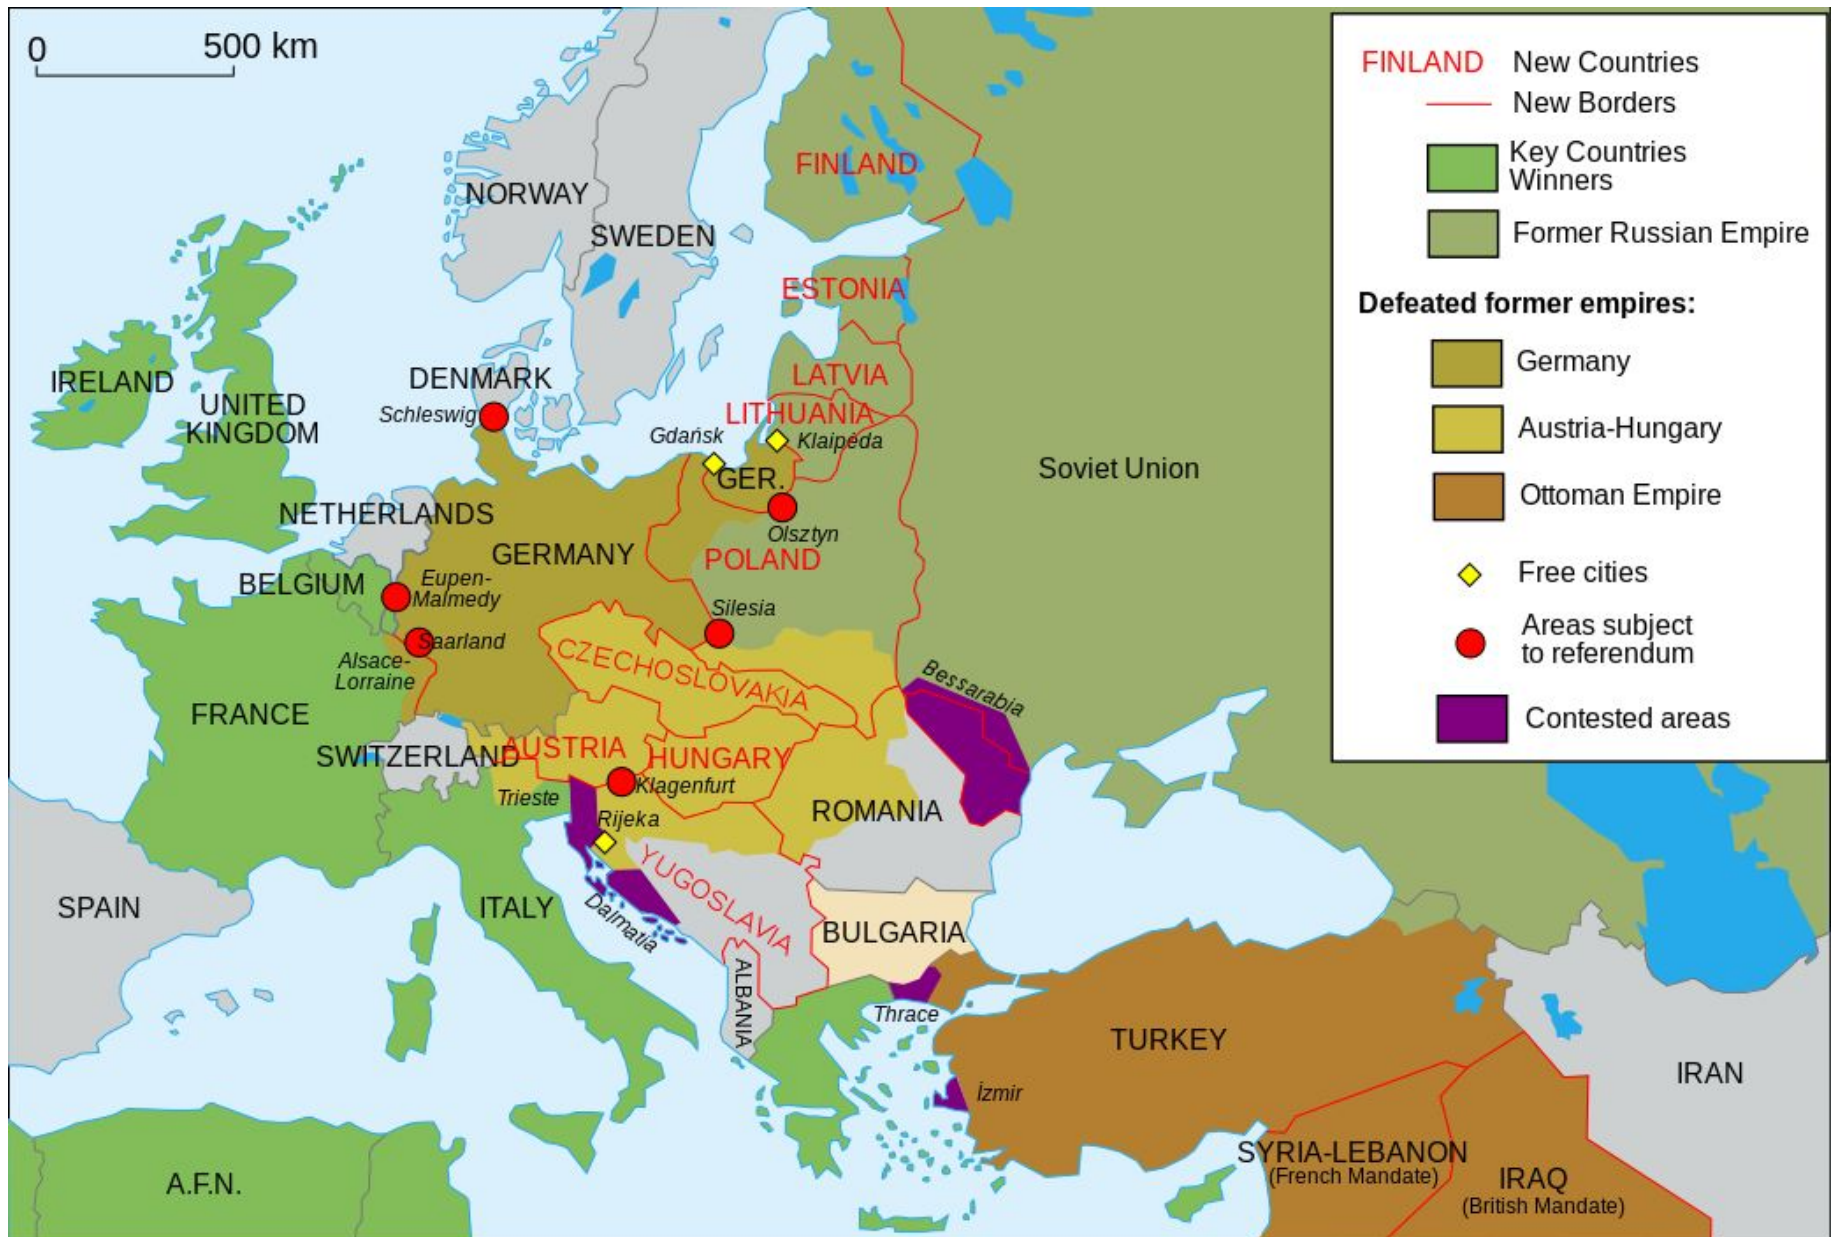 0 500 km
FINLAND New Countries
New Borders
Key Countries
Winners
Former Russian Empire
Defeated former empires:
Germany
Austria-Hungary
Ottoman Empire
Free cities
Areas subject
to referendum
Contested areas
FINLAND
NORWAY
SWEDEN
ESTONIA
IRELAND
UNITED
KINGDOM
DENMARK
Schleswig
LATVIA
LITHUANIA
Gdańsk
Klaipėda
GER.
Soviet Union
NETHERLANDS
GERMANY
Olsztyn
POLAND
BELGIUM
Eupen-
Malmedy
Silesia
Saarland
Alsace-
Lorraine
CZECHOSLOVAKIA
Bessarabia
FRANCE
SWITZERLAND
AUSTRIA
HUNGARY
Klagenfurt
Trieste
Rijeka
ROMANIA
YUGOSLAVIA
SPAIN
ITALY
Dalmatia
BULGARIA
ALBANIA
Thrace
TURKEY
IRAN
İzmir
SYRIA-LEBANON
(French Mandate)
IRAQ
(British Mandate)
A.F.N.